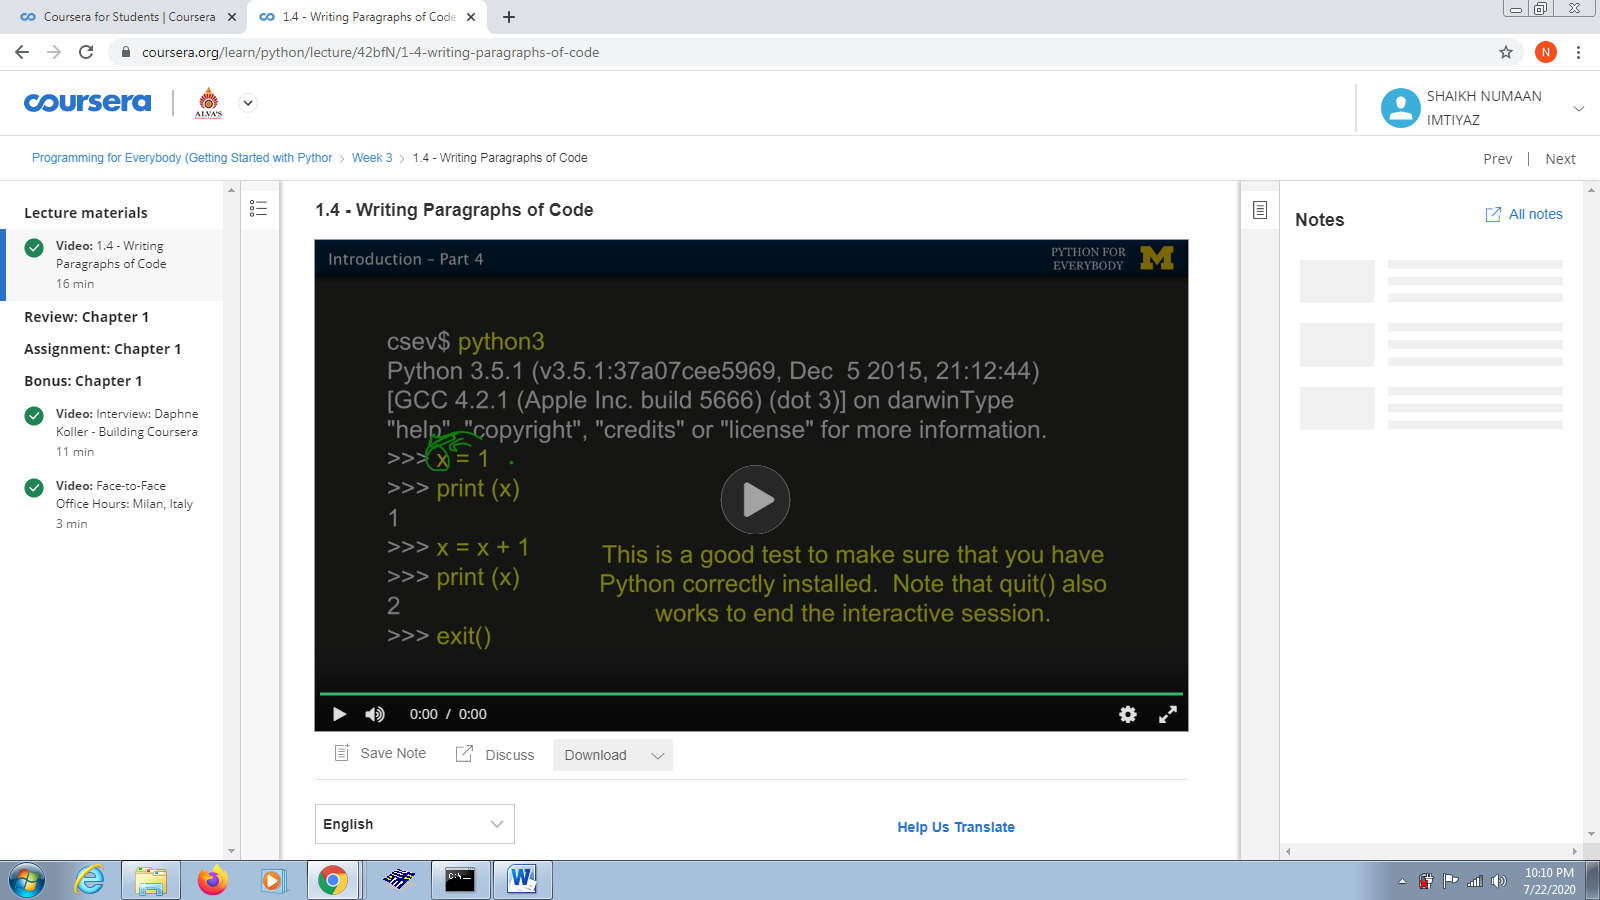 Coursera for Students | Coursera
1.4 - Writing Paragraphs of Code
coursera.org/learn/python/lecture/42bfN/1-4-writing-paragraphs-of-code
N
coursera
ALVA'S
SHAIKH NUMAAN
IMTIYAZ
Programming for Everybody (Getting Started with Python
Week 3
1.4 - Writing Paragraphs of Code
Prev | Next
Lecture materials
Video: 1.4 - Writing
Paragraphs of Code
16 min
Review: Chapter 1
Assignment: Chapter 1
Bonus: Chapter 1
Video: Interview: Daphne
Koller - Building Coursera
11 min
Video: Face-to-Face
Office Hours: Milan, Italy
3 min
1.4 - Writing Paragraphs of Code
Introduction – Part 4
PYTHON FOR
EVERYBODY
M
csev$ python3
Python 3.5.1 (v3.5.1:37a07cee5969, Dec  5 2015, 21:12:44)
[GCC 4.2.1 (Apple Inc. build 5666) (dot 3)] on darwinType
"help", "copyright", "credits" or "license" for more information.
>>> x = 1
>>> print (x)
1
>>> x = x + 1
>>> print (x)
2
>>> exit()
This is a good test to make sure that you have
Python correctly installed.  Note that quit() also
works to end the interactive session.
0:00 / 0:00
Save Note
Discuss
Download
English
Help Us Translate
Notes
All notes
C:\
W
10:10 PM
7/22/2020